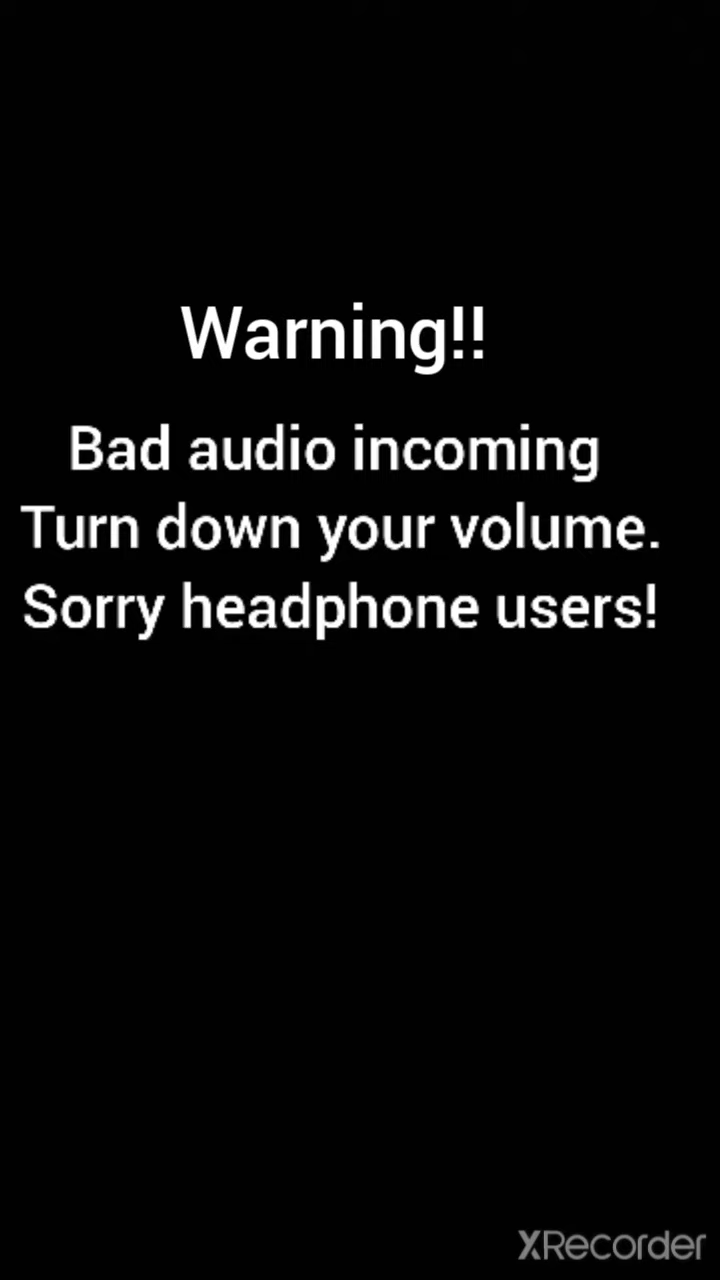 Warning!!
Bad audio incoming
Turn down your volume.
Sorry headphone users!
XRecorder